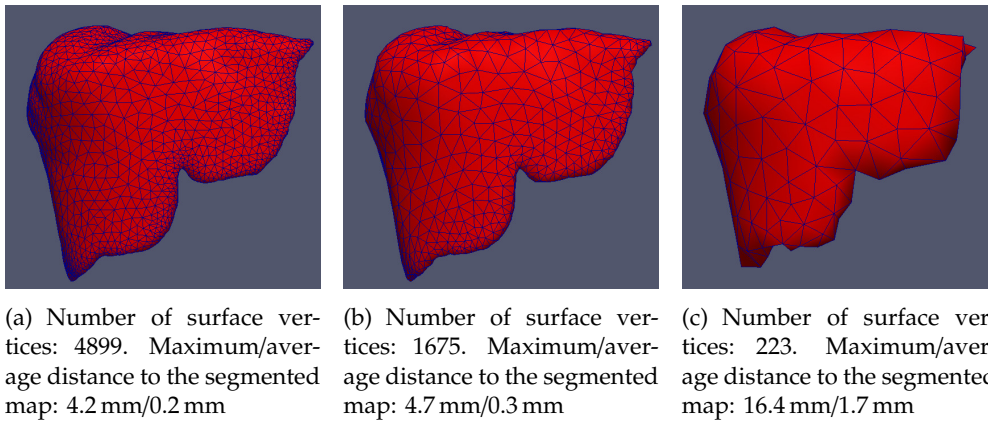 (a) Number of surface ver-
tices: 4899. Maximum/aver-
age distance to the segmented
map: 4.2 mm/0.2 mm
(b) Number of surface ver-
tices: 1675. Maximum/aver-
age distance to the segmented
map: 4.7 mm/0.3 mm
(c) Number of surface ver
tices: 223. Maximum/aver
age distance to the segmented
map: 16.4 mm/1.7 mm